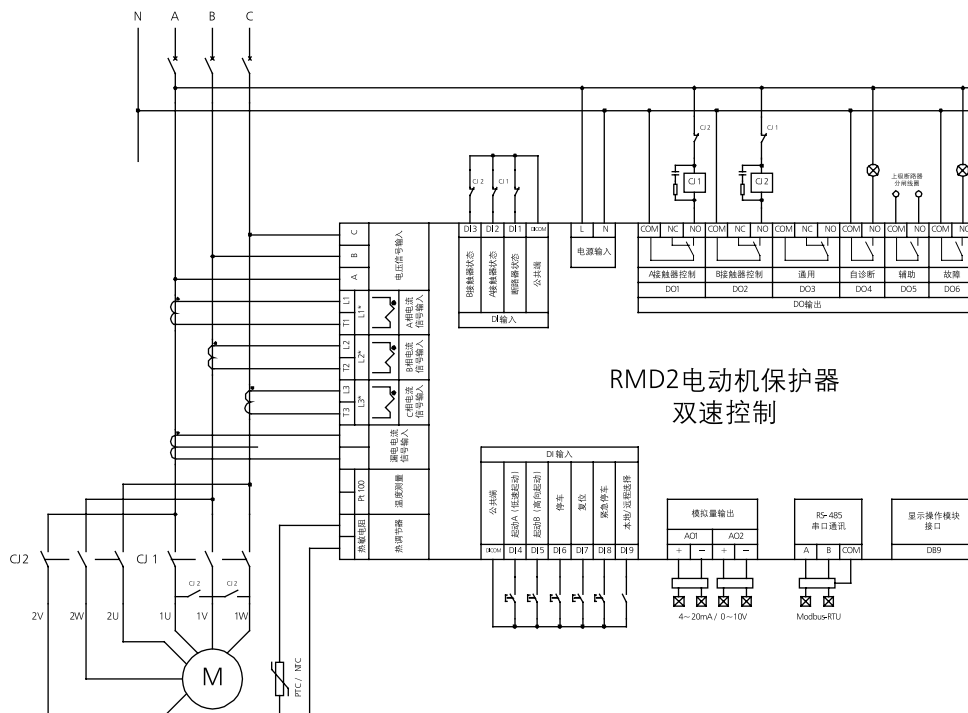 N A B C
CJ 2
CJ 1
CJ 1
CJ 2
上级断路器
分闸线圈
CJ 2 CJ 1
DI3 DI2 DI1 DICOM
B接触器状态
A接触器状态
断路器状态
公共端
DI输入
L N
电源输入
COM NC NO COM NC NO COM NC NO COM NO COM NO COM NO
A接触器控制 B接触器控制 通用 自诊断 辅助 故障
DO1 DO2 DO3 DO4 DO5 DO6
DO输出
C
B
A
电压信号输入
L1
T1
L1*
A相电流
信号输入
L2
T2
L2*
B相电流
信号输入
L3
T3
L3*
C相电流
信号输入
漏电电流
信号输入
Pt 100
温度测量
热敏电阻
热调节器
RMD2电动机保护器
双速控制
DI 输入
公共端
起动A（低速起动）
起动B（高向起动）
停车
复位
紧急停车
本地/远程选择
DICOM DI4 DI5 DI6 DI7 DI8 DI9
模拟量输出
AO1 AO2
+ − + −
4～20mA / 0～10V
RS-485
串口通讯
A B COM
Modbus-RTU
显示操作模块
接口
DB9
CJ2
CJ 1
CJ 2 CJ 2
2V 2W 2U 1U 1V 1W
M
PTC / NTC